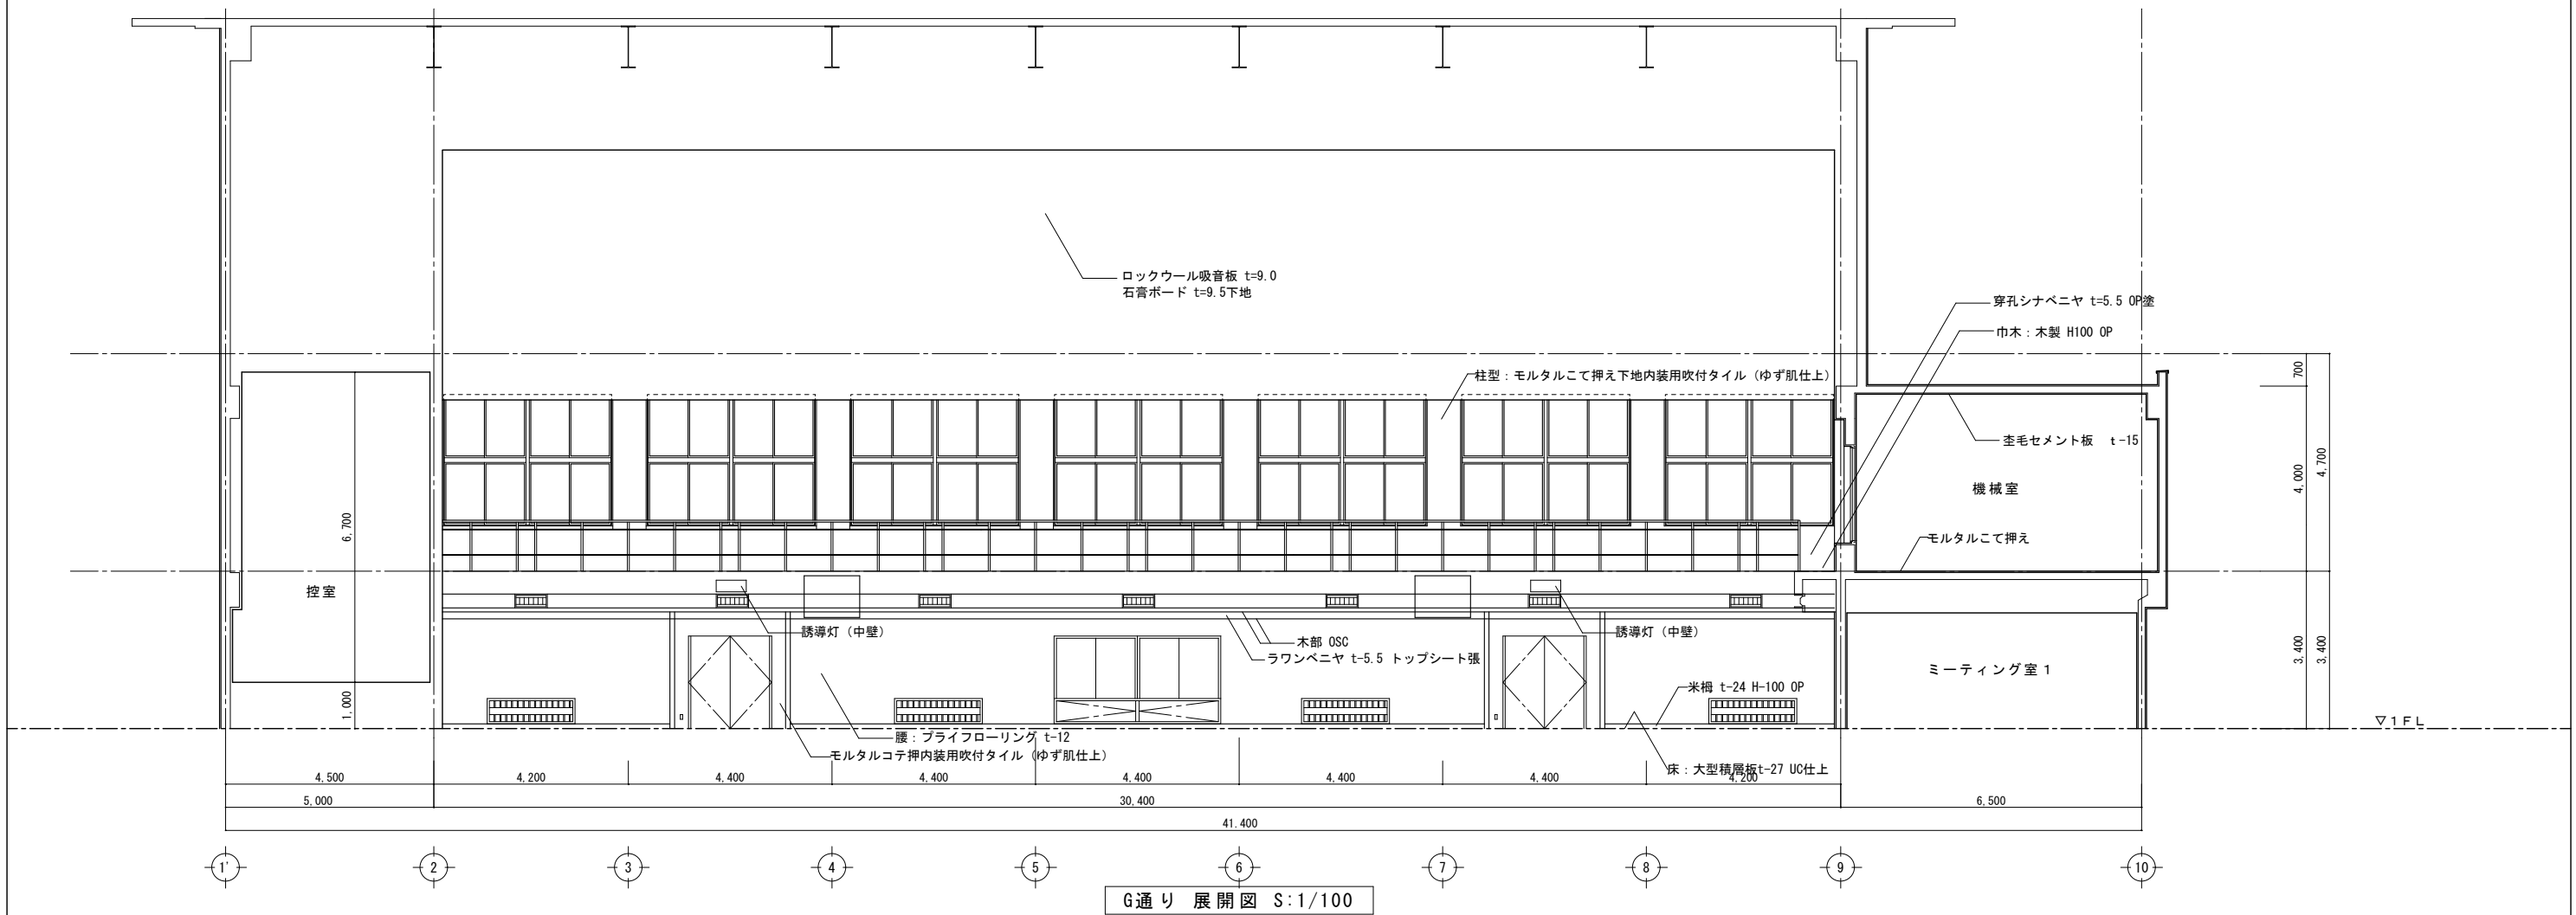 ロックウール吸音板 t=9.0
石膏ボード t=9.5下地
穿孔シナベニヤ t=5.5 OP塗
巾木：木製 H100 OP
柱型：モルタルこて押え下地内装用吹付タイル（ゆず肌仕上）
700
杢毛セメント板 t-15
4,000
4,700
機械室
6,700
モルタルこて押え
控室
誘導灯（中壁）
木部 OSC
ラワンベニヤ t-5.5 トップシート張
誘導灯（中壁）
3,400
3,400
ミーティング室１
米栂 t-24 H-100 OP
1,000
▽１ＦＬ
腰：プライフローリング t-12
モルタルコテ押内装用吹付タイル（ゆず肌仕上）
床：大型積層板t-27 UC仕上
4,500 4,200 4,400 4,400 4,400 4,400 4,400 4,200
5,000 30,400 6,500
41.400
1' 2 3 4 5 6 7 8 9 10
G通り 展開図 S:1/100